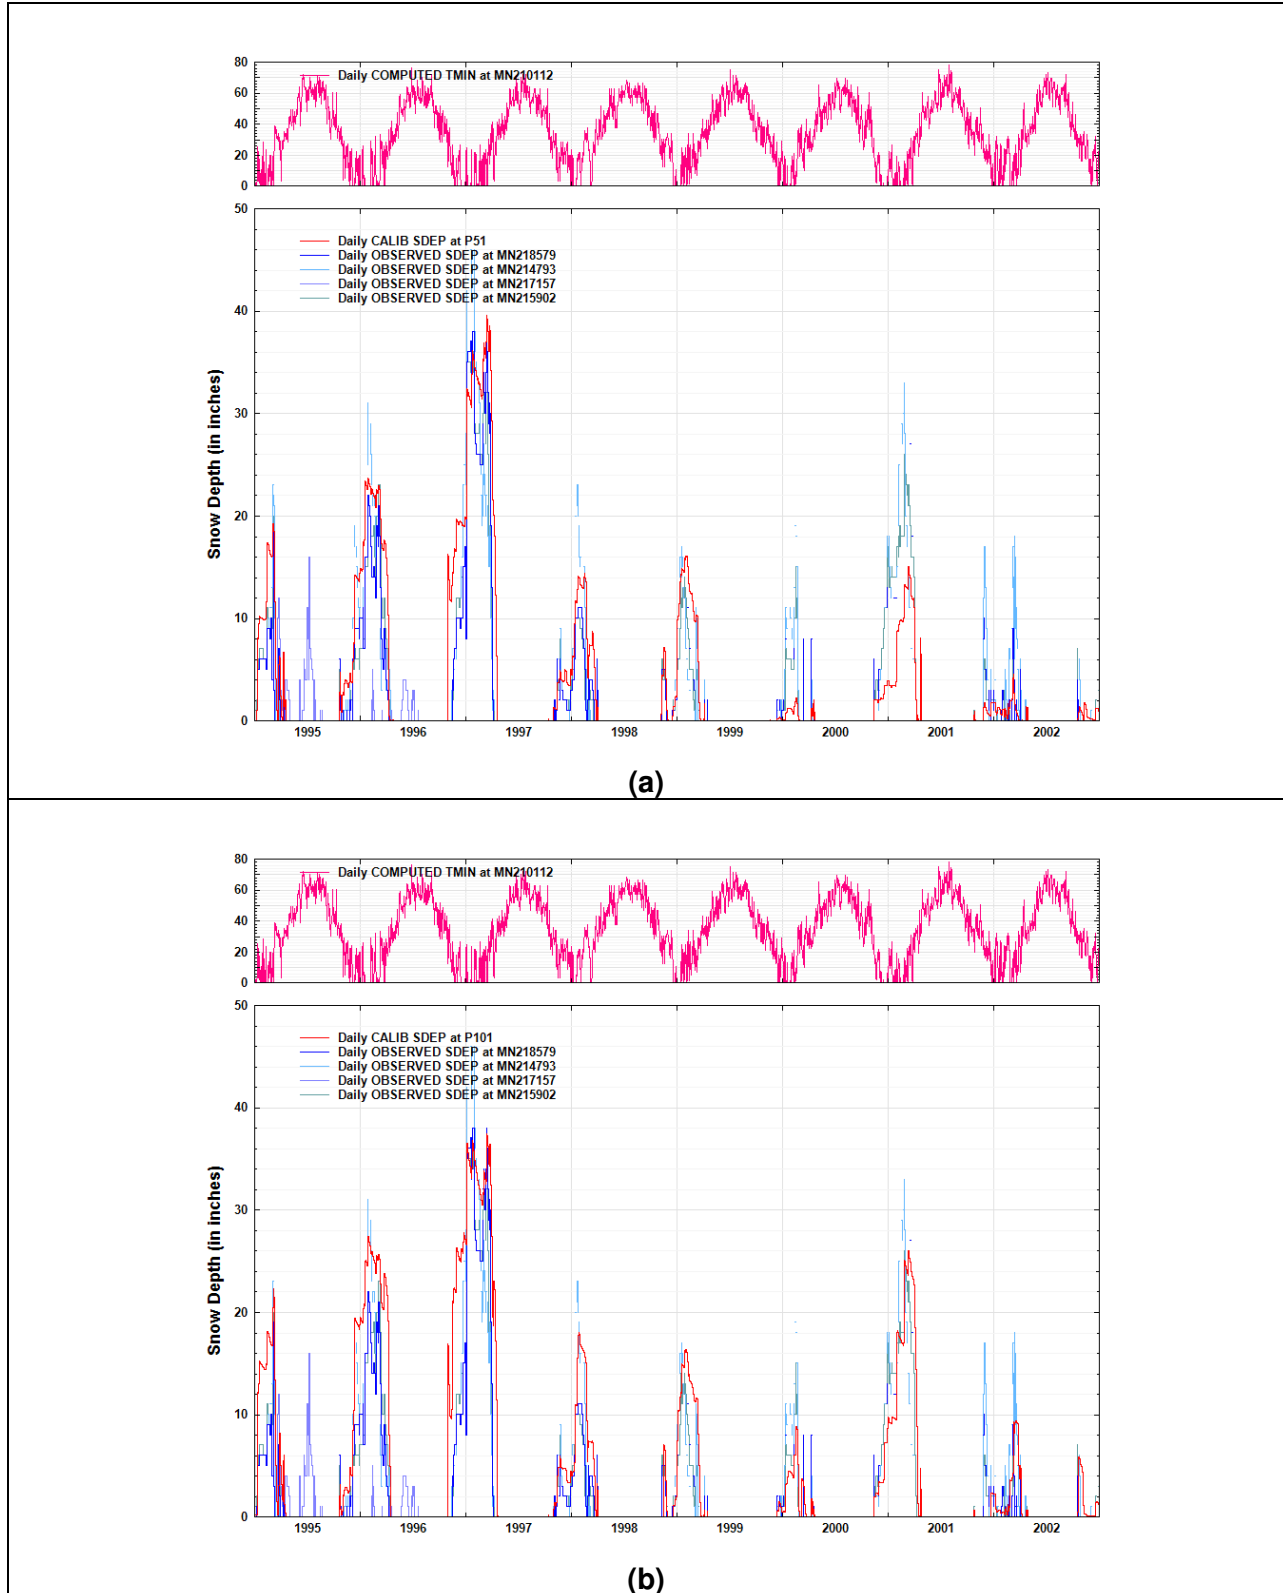 80
Daily COMPUTED TMIN at MN210112
60
40
20
0
50
Daily CALIB SDEP at P51
Daily OBSERVED SDEP at MN218579
Daily OBSERVED SDEP at MN214793
Daily OBSERVED SDEP at MN217157
Daily OBSERVED SDEP at MN215902
40
30
20
10
0
Snow Depth (in inches)
1995 1996 1997 1998 1999 2000 2001 2002
(a)
80
Daily COMPUTED TMIN at MN210112
60
40
20
0
50
Daily CALIB SDEP at P101
Daily OBSERVED SDEP at MN218579
Daily OBSERVED SDEP at MN214793
Daily OBSERVED SDEP at MN217157
Daily OBSERVED SDEP at MN215902
40
30
20
10
0
Snow Depth (in inches)
1995 1996 1997 1998 1999 2000 2001 2002
(b)